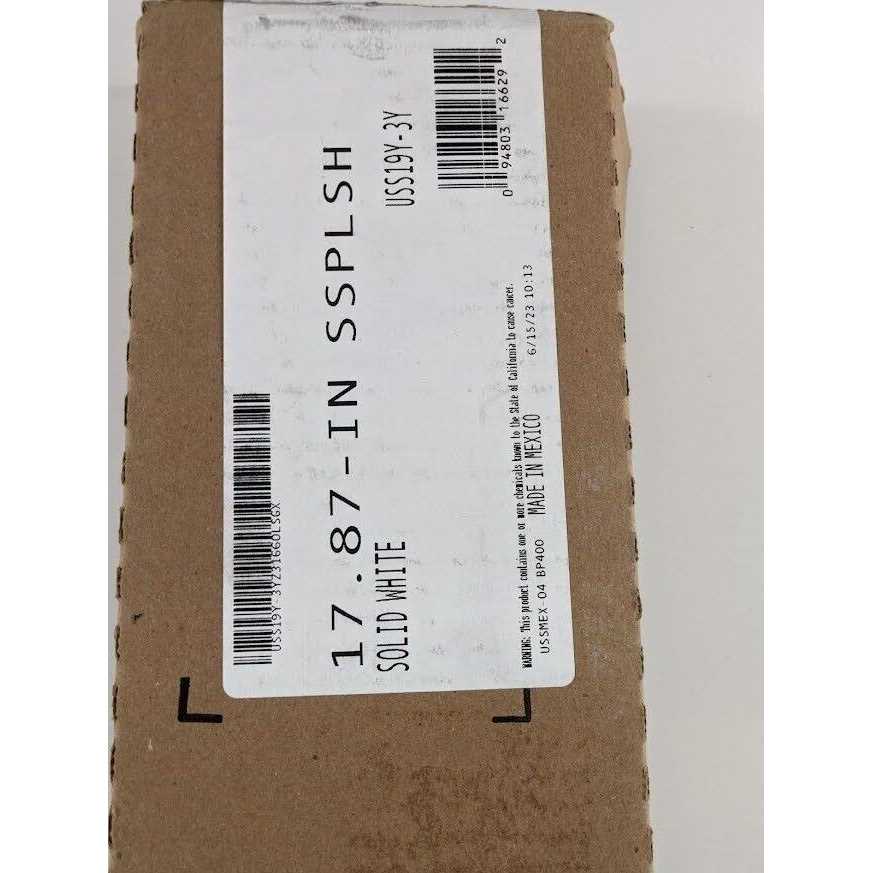 USS19Y-3YZ31660LSGX
17.87-IN SSPLSH
SOLID WHITE
USS19Y-3Y
0 94803 16629 2
WARNING: This product contains one or more chemicals known to the State of California to cause cancer.
USSMEX-04 BP400 MADE IN MEXICO 6/15/23 10:13